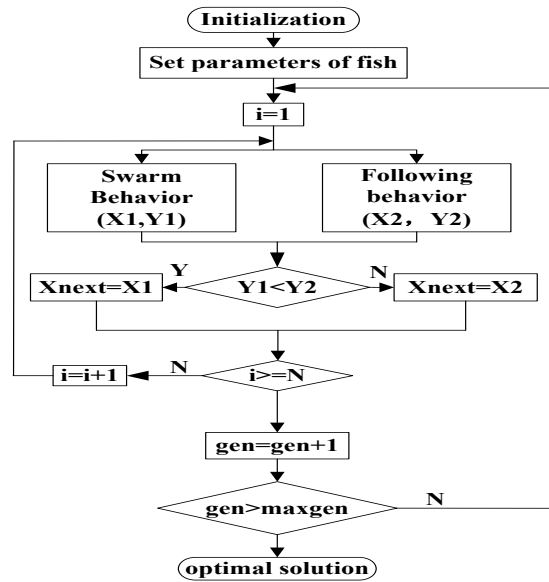 Initialization
Set parameters of fish
i=1
Swarm
Behavior
(X1,Y1)
Following
behavior
(X2， Y2)
Y
N
Xnext=X1
Y1<Y2
Xnext=X2
i=i+1
N
i>=N
gen=gen+1
gen>maxgen
N
optimal solution